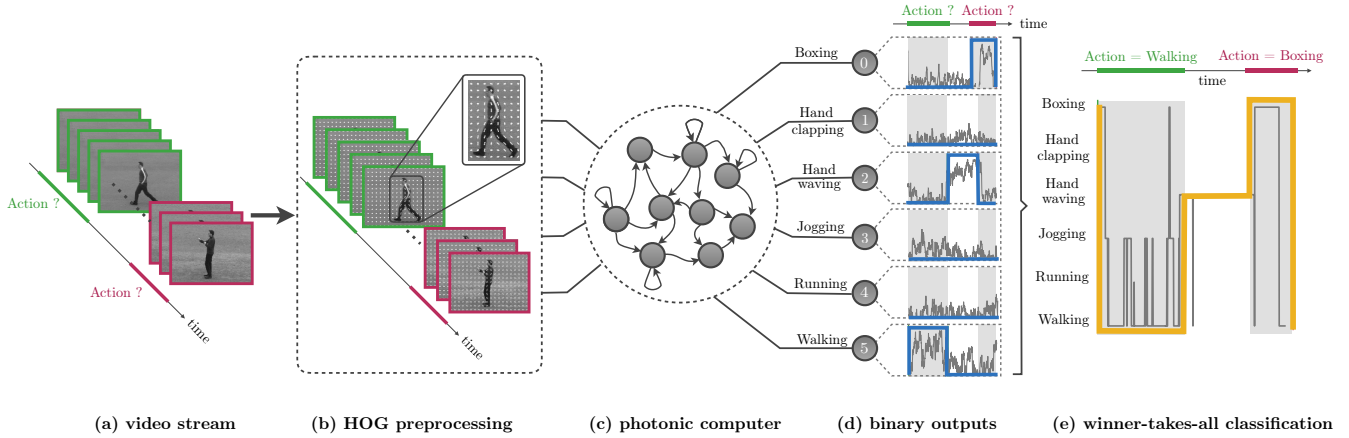 Action ?
Action ?
time
Action ?
Action ?
time
Boxing
Hand
clapping
Hand
waving
Jogging
Running
Walking
0
1
2
3
4
5
Action ?
Action ?
time
Action = Walking
Action = Boxing
time
Boxing
Hand
clapping
Hand
waving
Jogging
Running
Walking
(a) video stream
(b) HOG preprocessing
(c) photonic computer
(d) binary outputs
(e) winner-takes-all classification